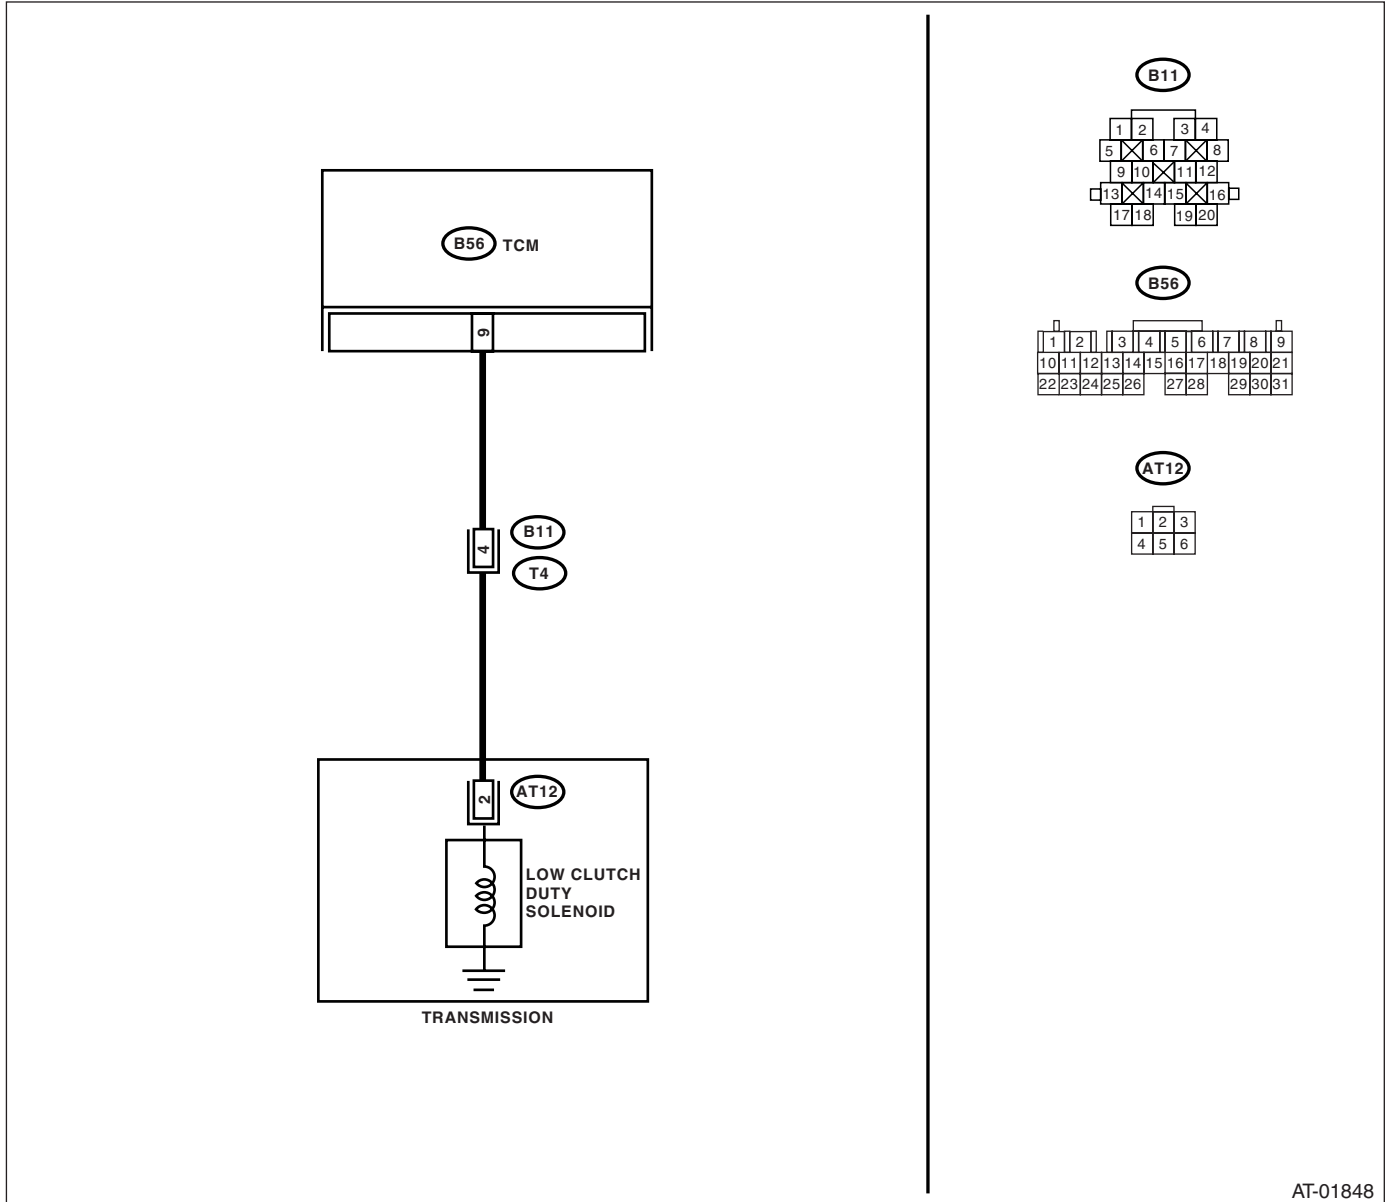 B56 TCM
9
4
B11
T4
2
AT12
LOW CLUTCH
DUTY
SOLENOID
TRANSMISSION
B11
1 2 3 4
5 6 7 8
9 10 11 12
13 14 15 16
17 18 19 20
B56
1 2 3 4 5 6 7 8 9
10 11 12 13 14 15 16 17 18 19 20 21
22 23 24 25 26 27 28 29 30 31
AT12
1 2 3
4 5 6
AT-01848